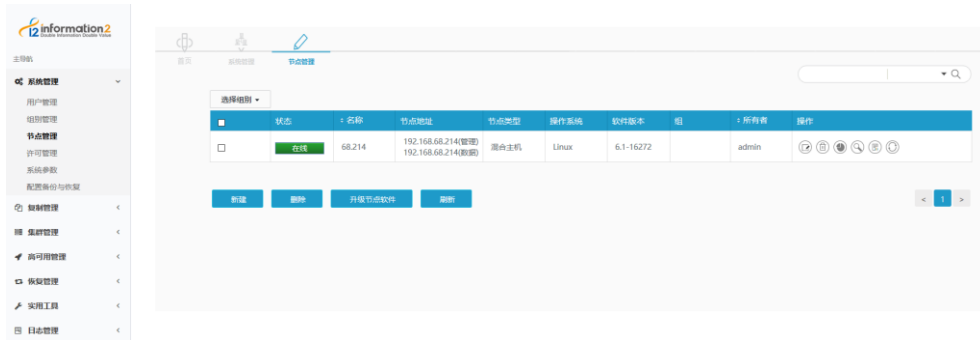 information2
Double Information Double Value
主导航
系统管理
用户管理
组别管理
节点管理
许可管理
系统参数
配置备份与恢复
复制管理
集群管理
高可用管理
恢复管理
实用工具
日志管理
首页
系统管理
节点管理
选择组别
状态 名称 节点地址 节点类型 操作系统 软件版本 组 所有者 操作
在线 68.214 192.168.68.214(管理) 混合主机 Linux 6.1-16272 admin
192.168.68.214(数据)
新建 删除 升级节点软件 刷新
< 1 >